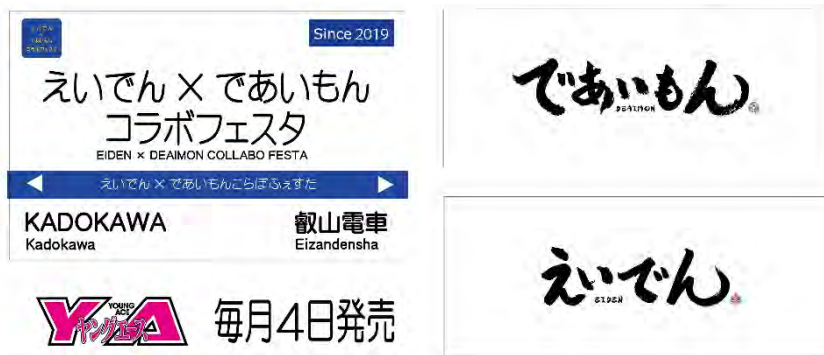 Since 2019
えいでん × であいもん
コラボフェスタ
EIDEN × DEAIMON COLLABO FESTA
えいでん × であいもんこらぼふぇすた
KADOKAWA
Kadokawa
叡山電車
Eizandensha
YOUNG
ACE
ヤングエース
毎月4日発売
であいもん
DEAIMON
えいでん
EIDEN